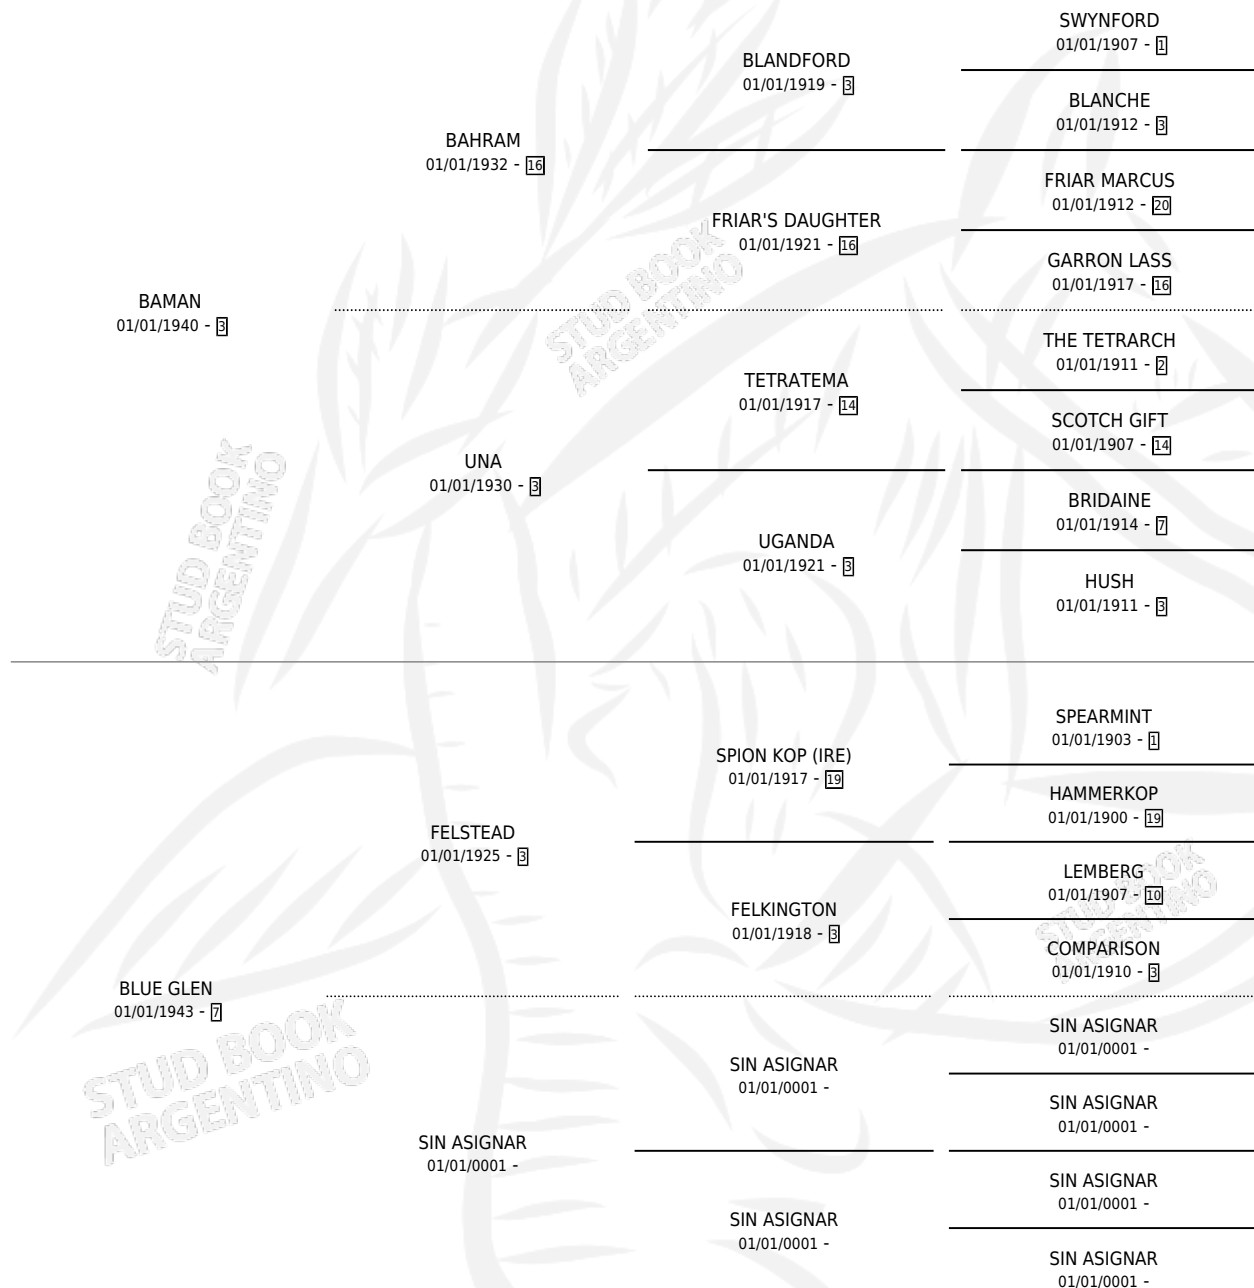 BAMAN
01/01/1940 - 3
BAHRAM
01/01/1932 - 16
BLANDFORD
01/01/1919 - 3
SWYNFORD
01/01/1907 - 1
BLANCHE
01/01/1912 - 3
FRIAR'S DAUGHTER
01/01/1921 - 16
FRIAR MARCUS
01/01/1912 - 20
GARRON LASS
01/01/1917 - 16
UNA
01/01/1930 - 3
TETRATEMA
01/01/1917 - 14
THE TETRARCH
01/01/1911 - 2
SCOTCH GIFT
01/01/1907 - 14
UGANDA
01/01/1921 - 3
BRIDAINE
01/01/1914 - 7
HUSH
01/01/1911 - 3
BLUE GLEN
01/01/1943 - 7
FELSTEAD
01/01/1925 - 3
SPION KOP (IRE)
01/01/1917 - 19
SPEARMINT
01/01/1903 - 1
HAMMERKOP
01/01/1900 - 19
FELKINGTON
01/01/1918 - 3
LEMBERG
01/01/1907 - 10
COMPARISON
01/01/1910 - 3
SIN ASIGNAR
01/01/0001 -
SIN ASIGNAR
01/01/0001 -
SIN ASIGNAR
01/01/0001 -
SIN ASIGNAR
01/01/0001 -
SIN ASIGNAR
01/01/0001 -
SIN ASIGNAR
01/01/0001 -
SIN ASIGNAR
01/01/0001 -
STUD BOOK
ARGENTINO
STUD BOOK
ARGENTINO
STUD BOOK
ARGENTINO
STUD BOOK
ARGENTINO